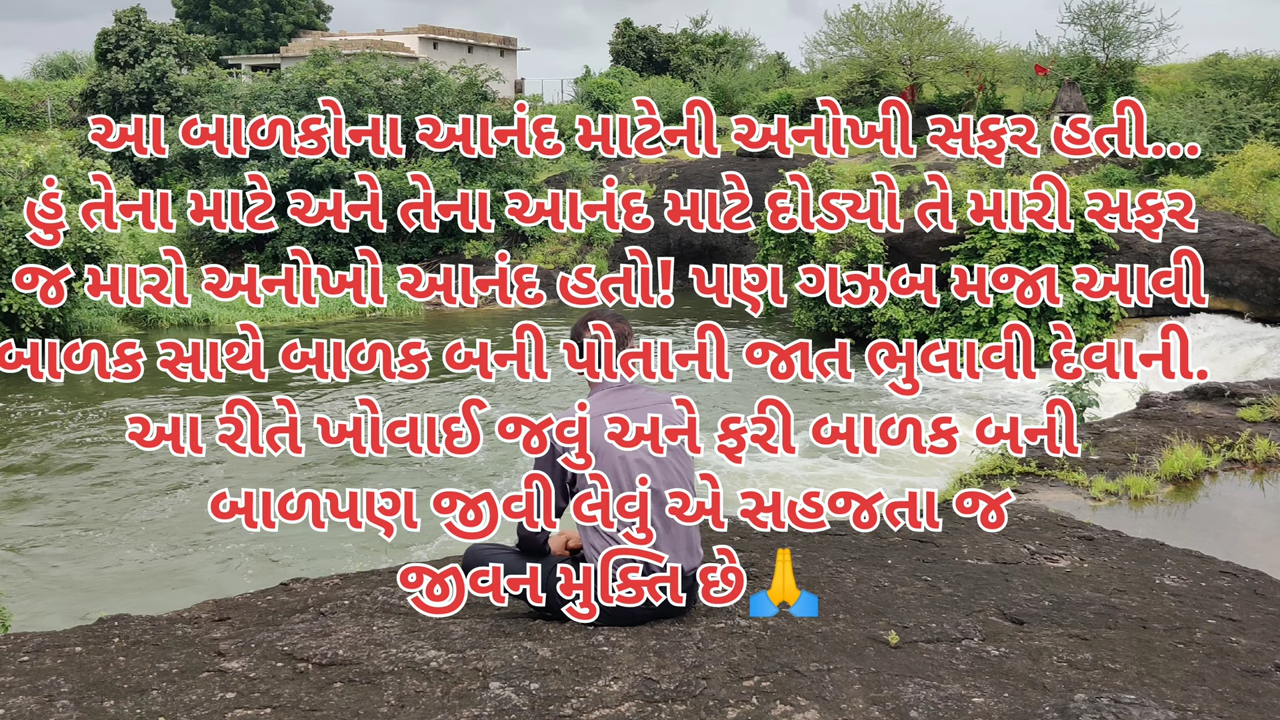 આ બાળકોના આનંદ માટેની અનોખી સફર હતી...
હું તેના માટે અને તેના આનંદ માટે દોડ્યો તે મારી સફર
જ મારો અનોખો આનંદ હતો! પણ ગઝબ મજા આવી
બાળક સાથે બાળક બની પોતાની જાત ભુલાવી દેવાની.
આ રીતે ખોવાઈ જવું અને ફરી બાળક બની
બાળપણ જીવી લેવું એ સહજતા જ
જીવન મુક્તિ છે🙏